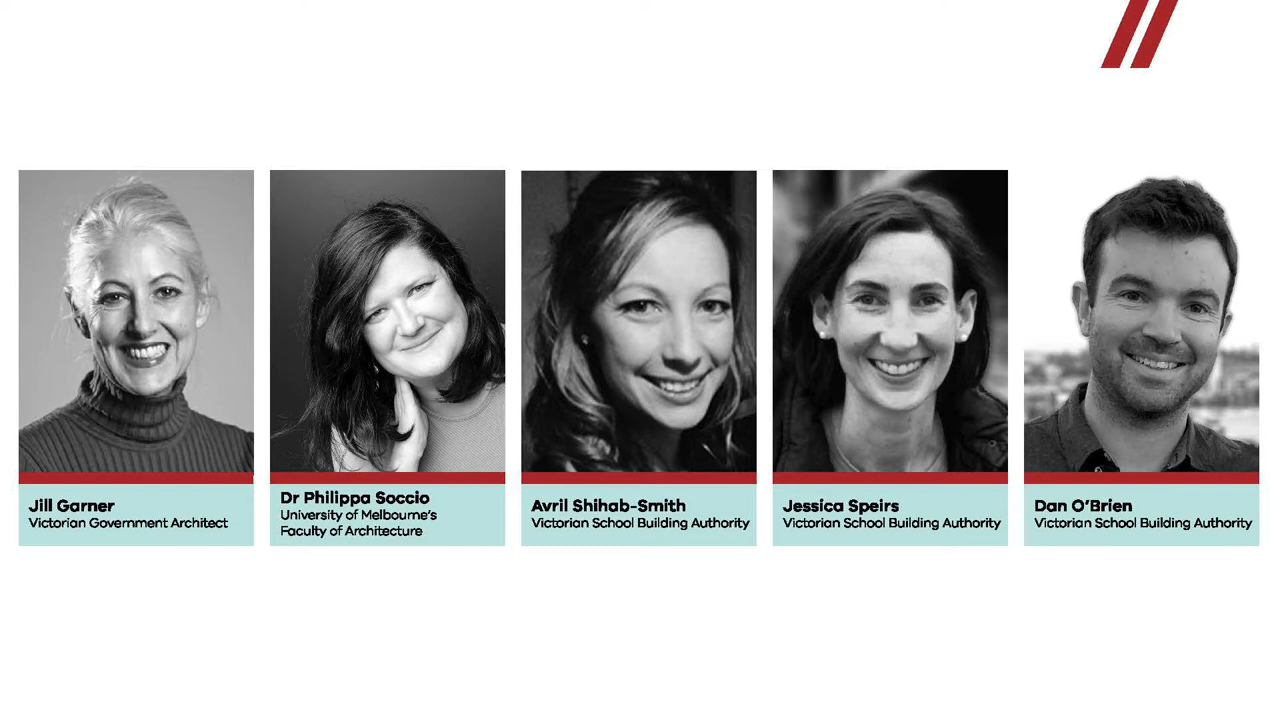 Jill Garner
Victorian Government Architect
Dr Philippa Soccio
University of Melbourne's
Faculty of Architecture
Avril Shihab-Smith
Victorian School Building Authority
Jessica Speirs
Victorian School Building Authority
Dan O'Brien
Victorian School Building Authority